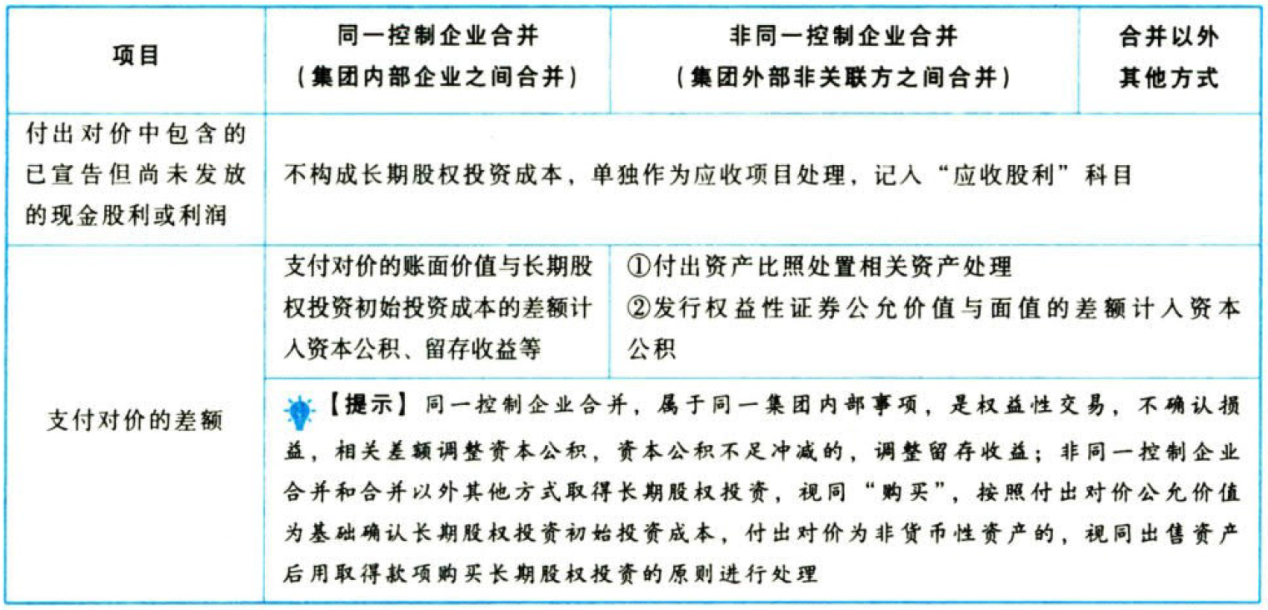 项目
同一控制企业合并
（集团内部企业之间合并）
非同一控制企业合并
（集团外部非关联方之间合并）
合并以外
其他方式
付出对价中包含的
已宣告但尚未发放
的现金股利或利润
不构成长期股权投资成本，单独作为应收项目处理，记入“应收股利”科目
支付对价的差额
支付对价的账面价值与长期股
权投资初始投资成本的差额计
入资本公积、留存收益等
①付出资产比照处置相关资产处理
②发行权益性证券公允价值与面值的差额计入资本
公积
【提示】同一控制企业合并，属于同一集团内部事项，是权益性交易，不确认损
益，相关差额调整资本公积，资本公积不足冲减的，调整留存收益；非同一控制企业
合并和合并以外其他方式取得长期股权投资，视同“购买”，按照付出对价公允价值
为基础确认长期股权投资初始投资成本，付出对价为非货币性资产的，视同出售资产
后用取得款项购买长期股权投资的原则进行处理